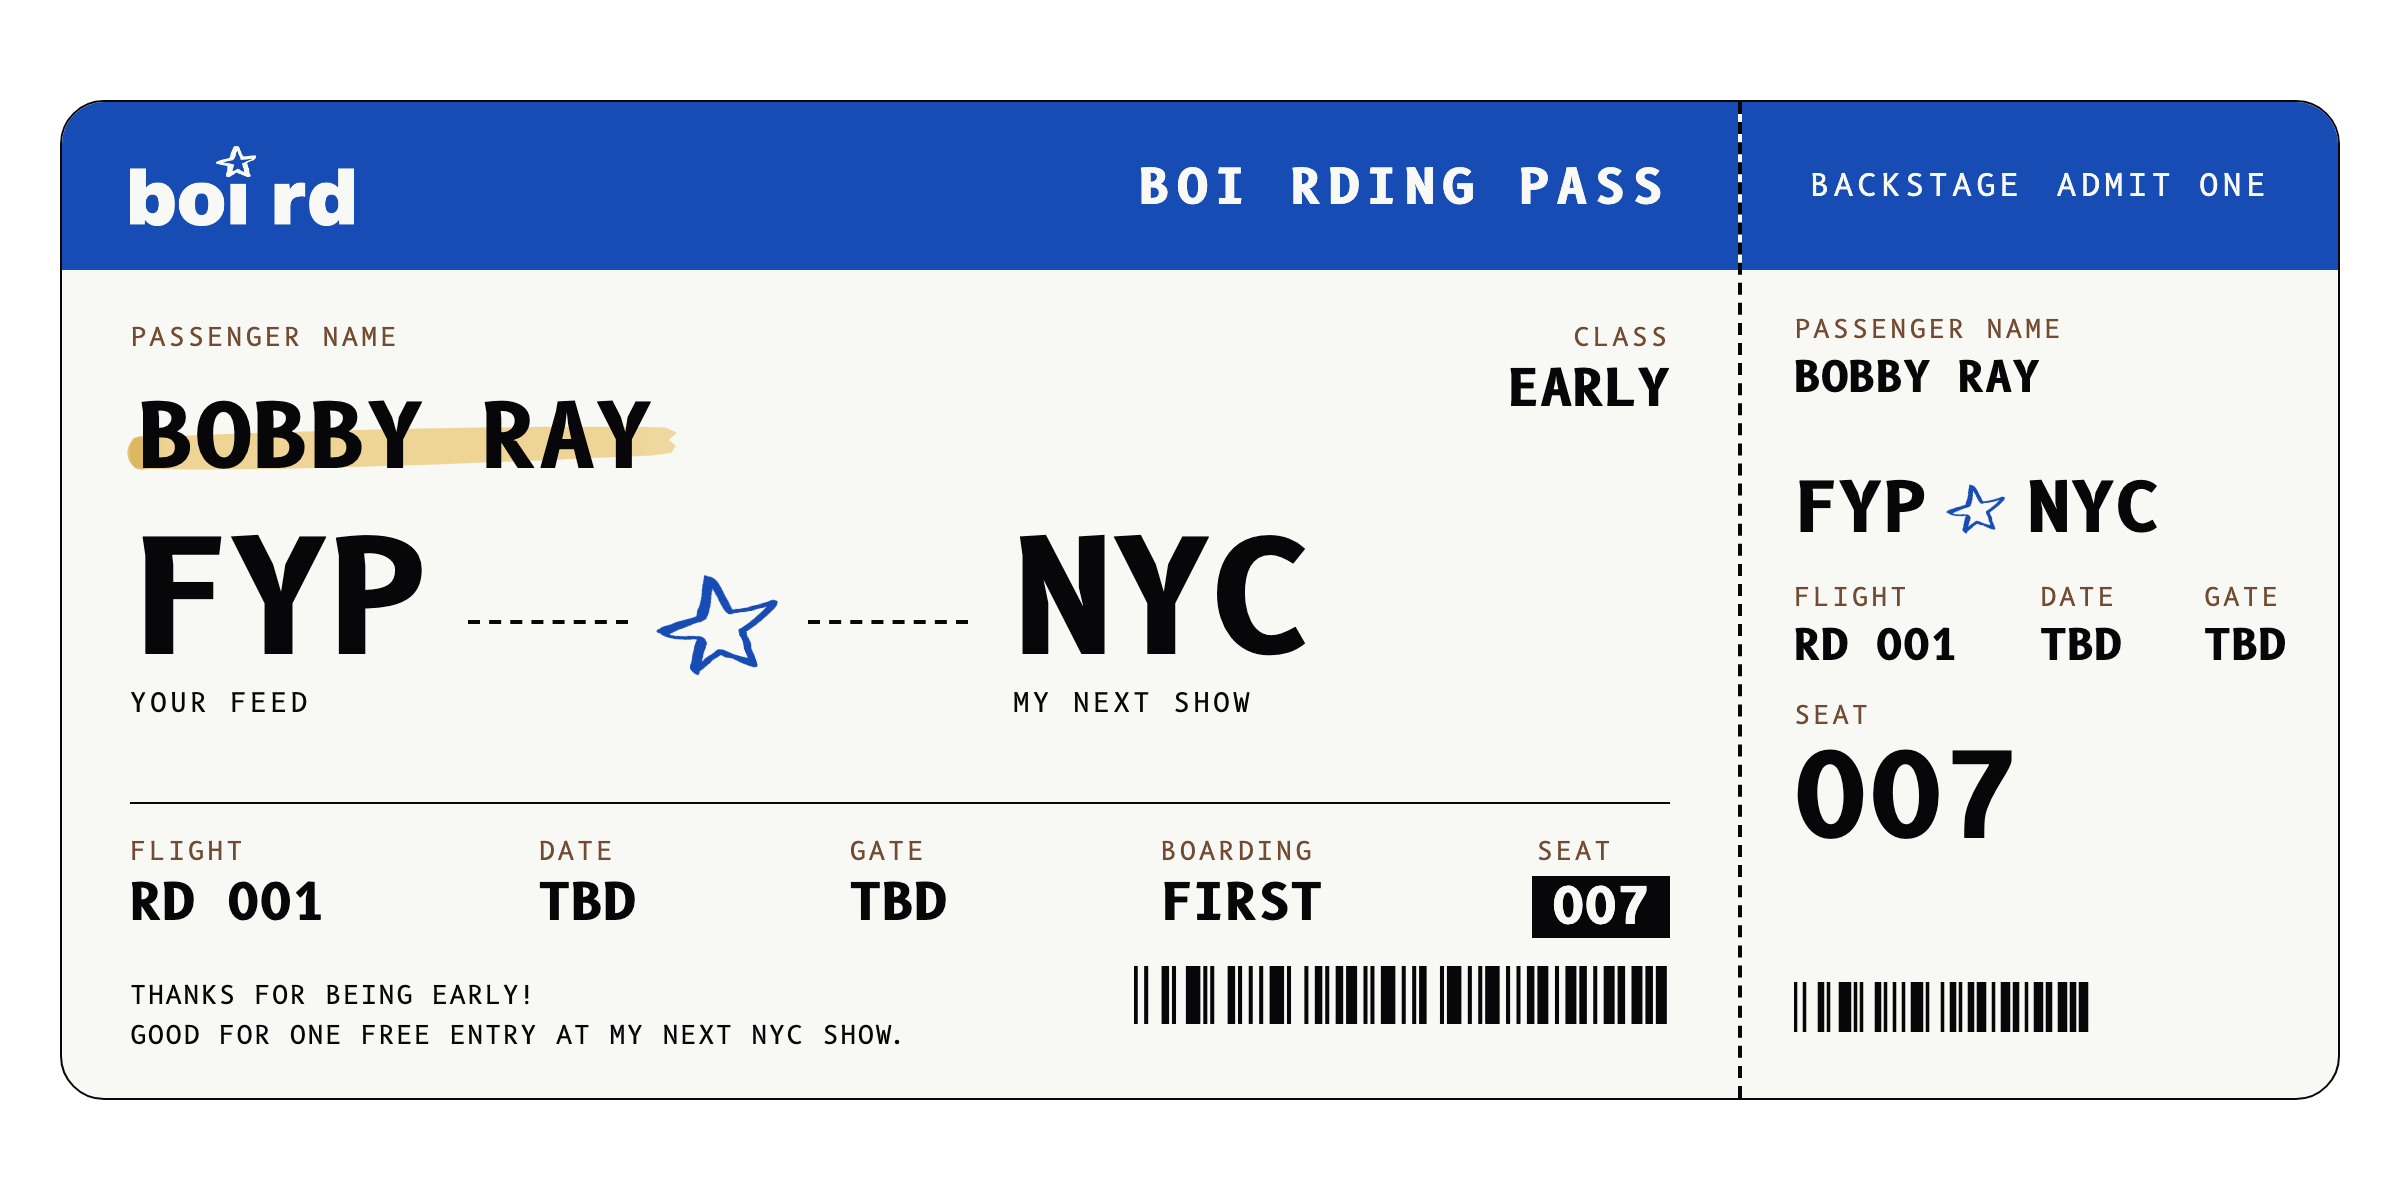 boi rd
BOI RDING PASS
PASSENGER NAME
BOBBY RAY
CLASS
EARLY
FYP
NYC
YOUR FEED
MY NEXT SHOW
FLIGHT
RD 001
DATE
TBD
GATE
TBD
BOARDING
FIRST
SEAT
007
THANKS FOR BEING EARLY!
GOOD FOR ONE FREE ENTRY AT MY NEXT NYC SHOW.
BACKSTAGE ADMIT ONE
PASSENGER NAME
BOBBY RAY
FYP NYC
FLIGHT
RD 001
DATE
TBD
GATE
TBD
SEAT
007